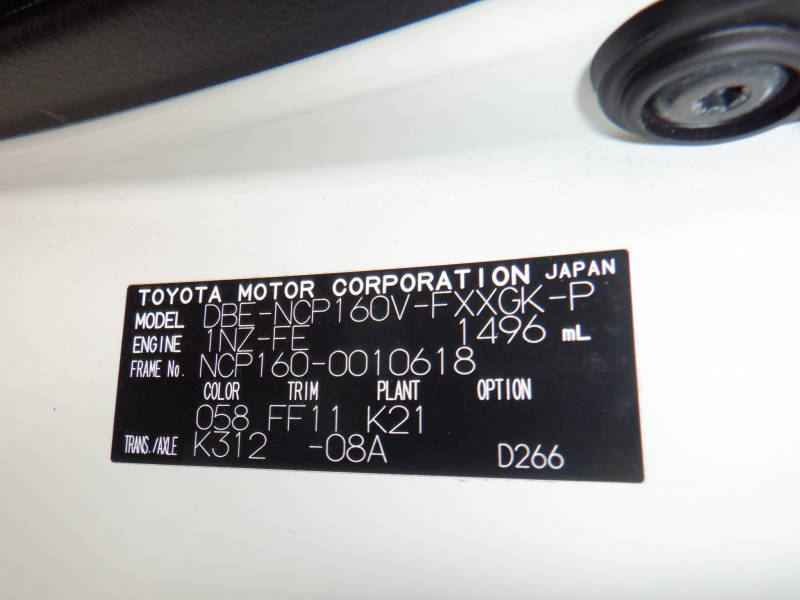 TOYOTA MOTOR CORPORATION JAPAN
MODEL DBE-NCP160V-FXXGK-P
ENGINE 1NZ-FE 1496 mL
FRAME No. NCP160-0010618
COLOR TRIM PLANT OPTION
058 FF11 K21
TRANS./AXLE K312 -08A D266